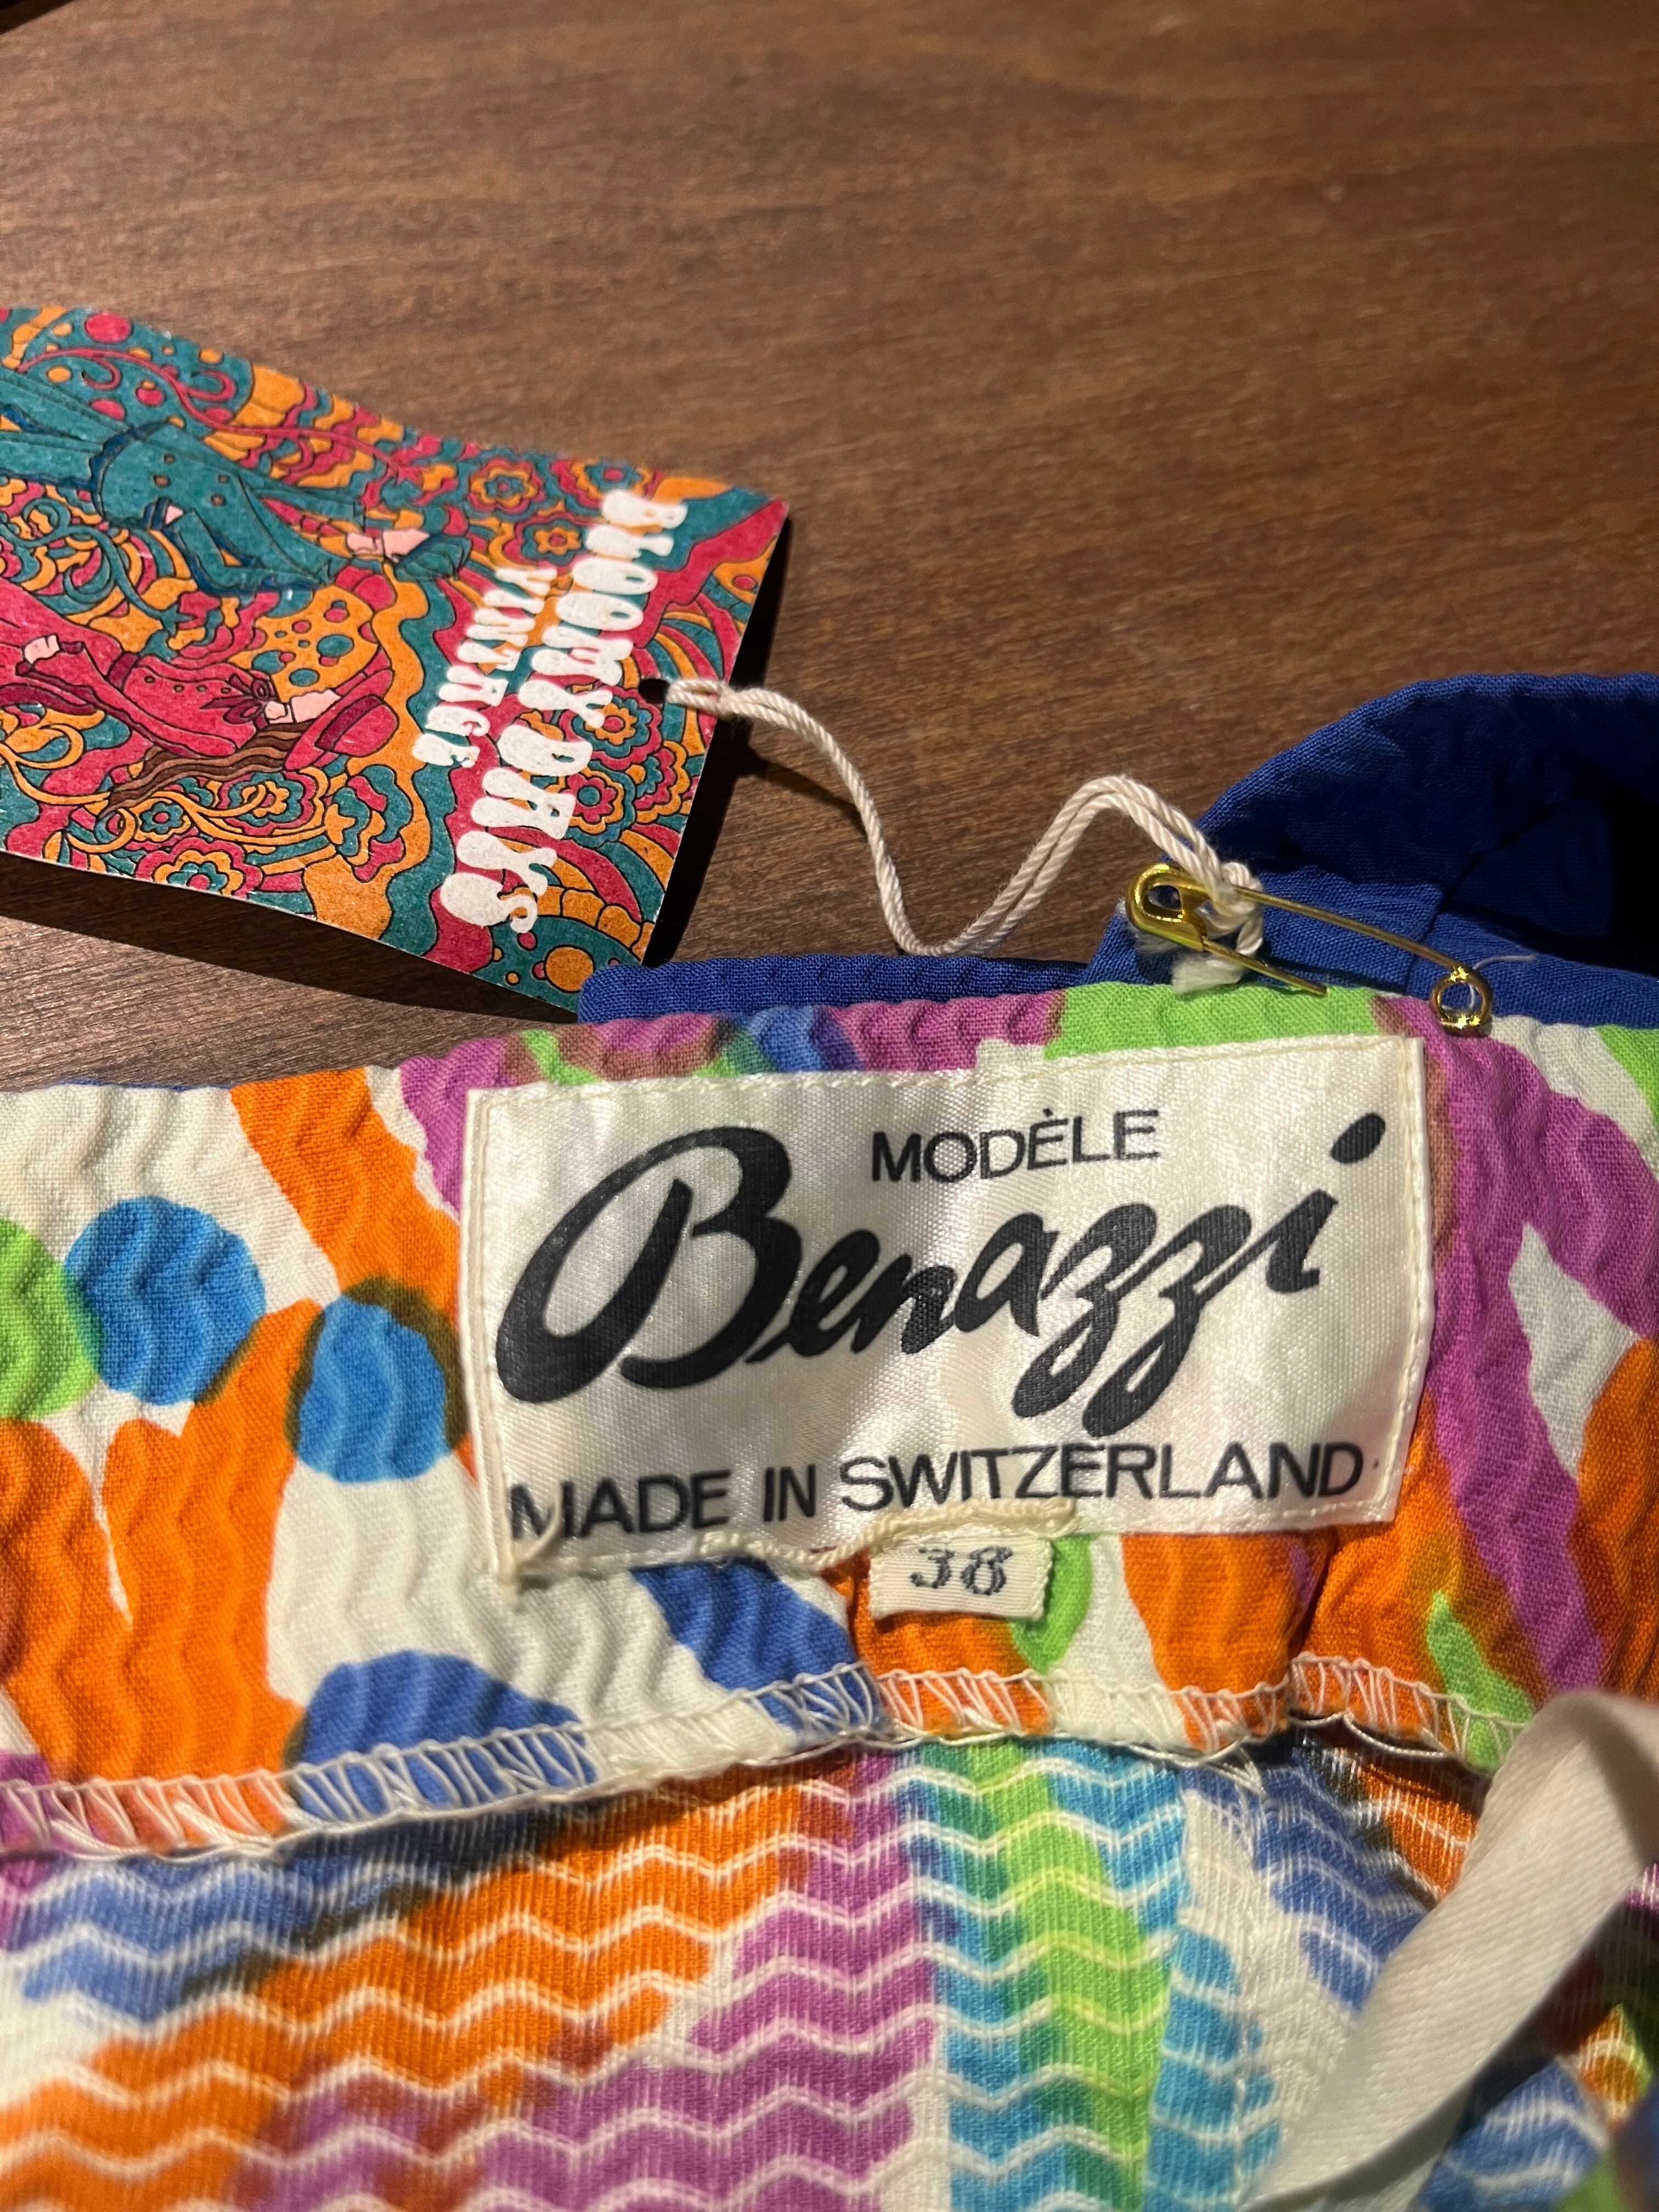 BLOOMY DAYS
VINTAGE
MODÈLE
Benazzi
MADE IN SWITZERLAND
38